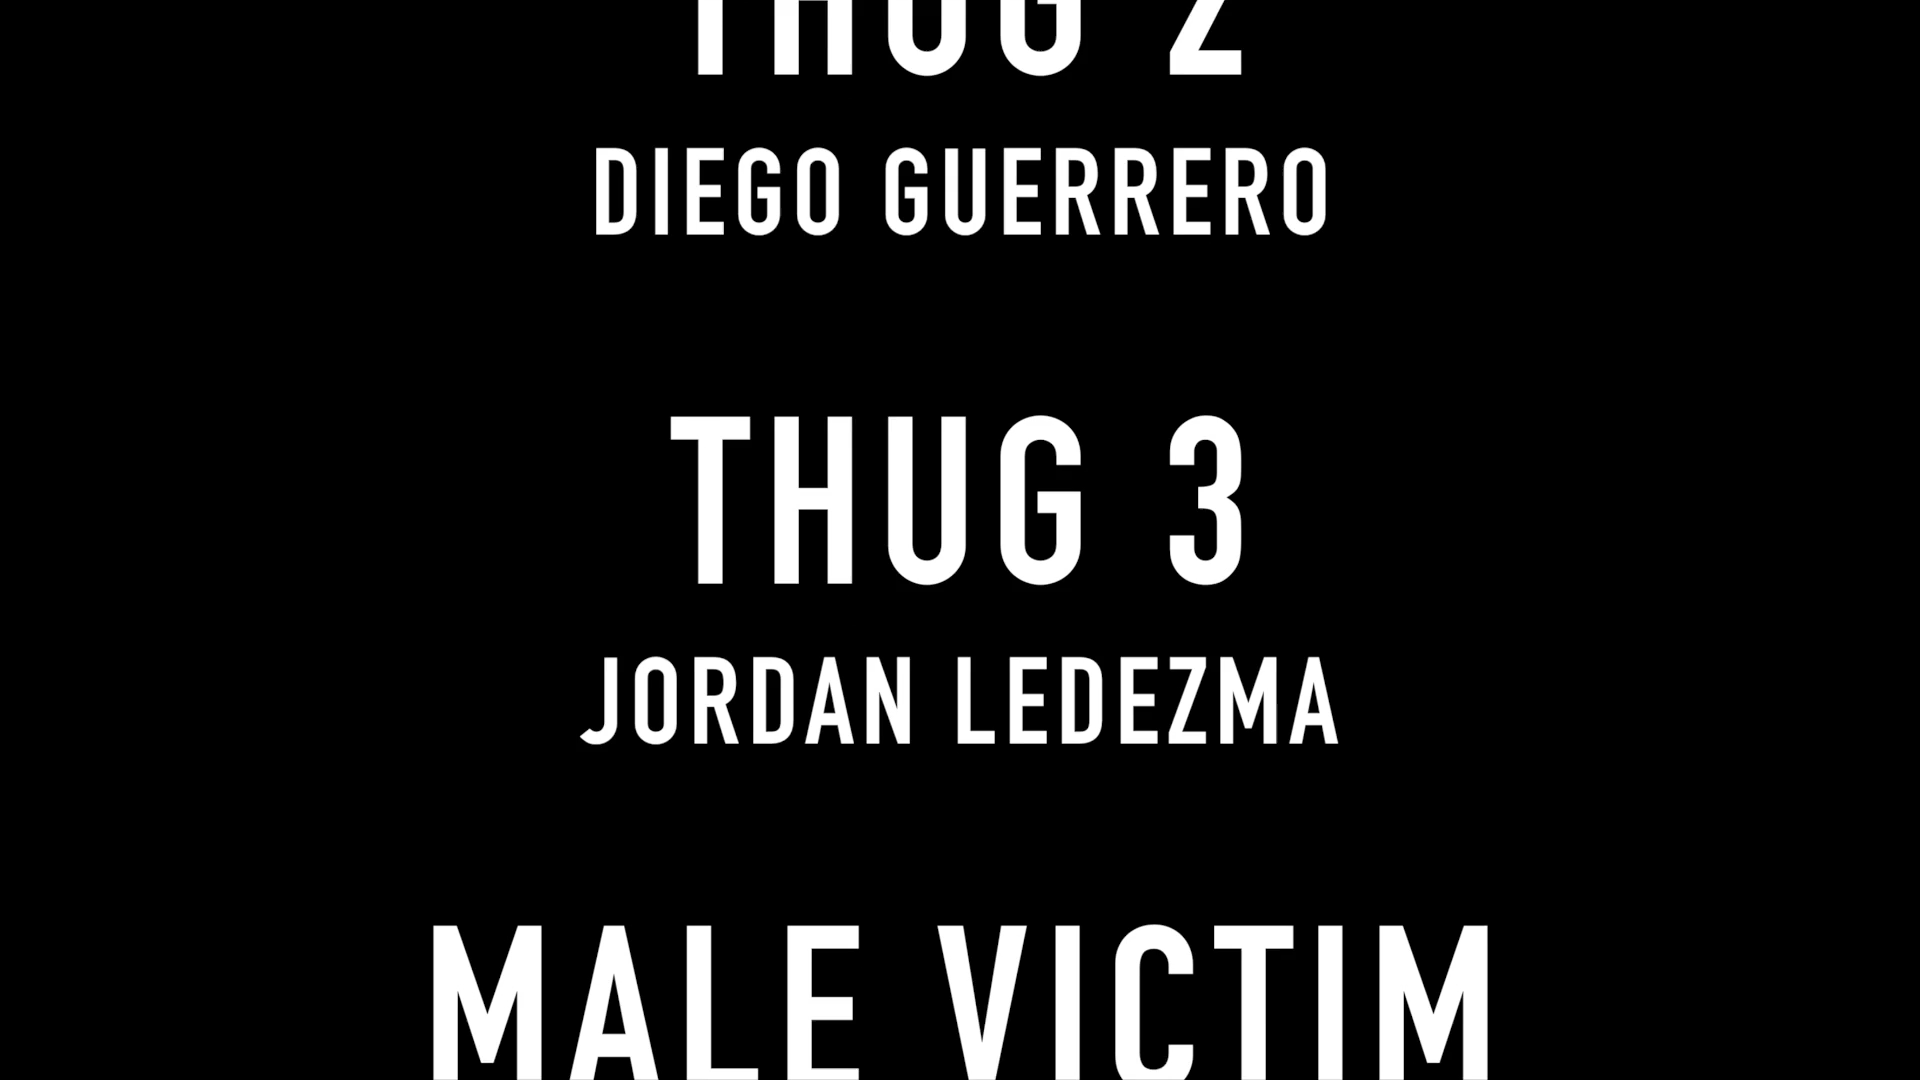 THUG 2
DIEGO GUERRERO
THUG 3
JORDAN LEDEZMA
MALE VICTIM